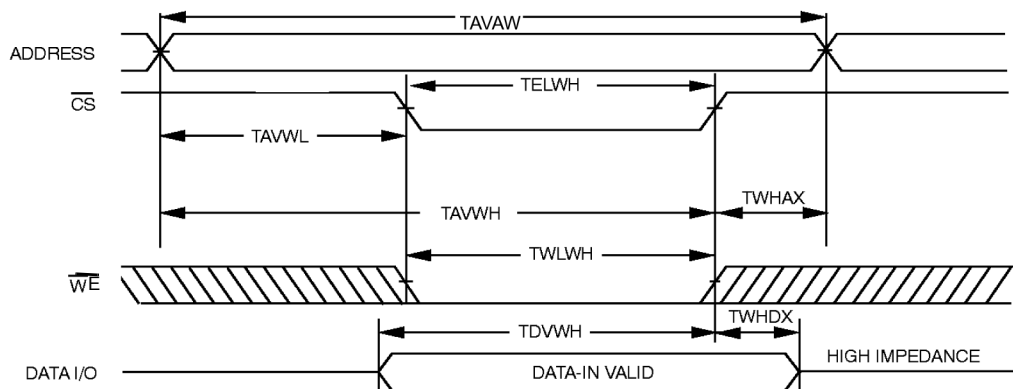 TAVAW
ADDRESS
TELWH
CS
TAVWL
TAVWH
TWHAX
TWLWH
WE
TDVWH
TWHDX
DATA I/O
DATA-IN VALID
HIGH IMPEDANCE